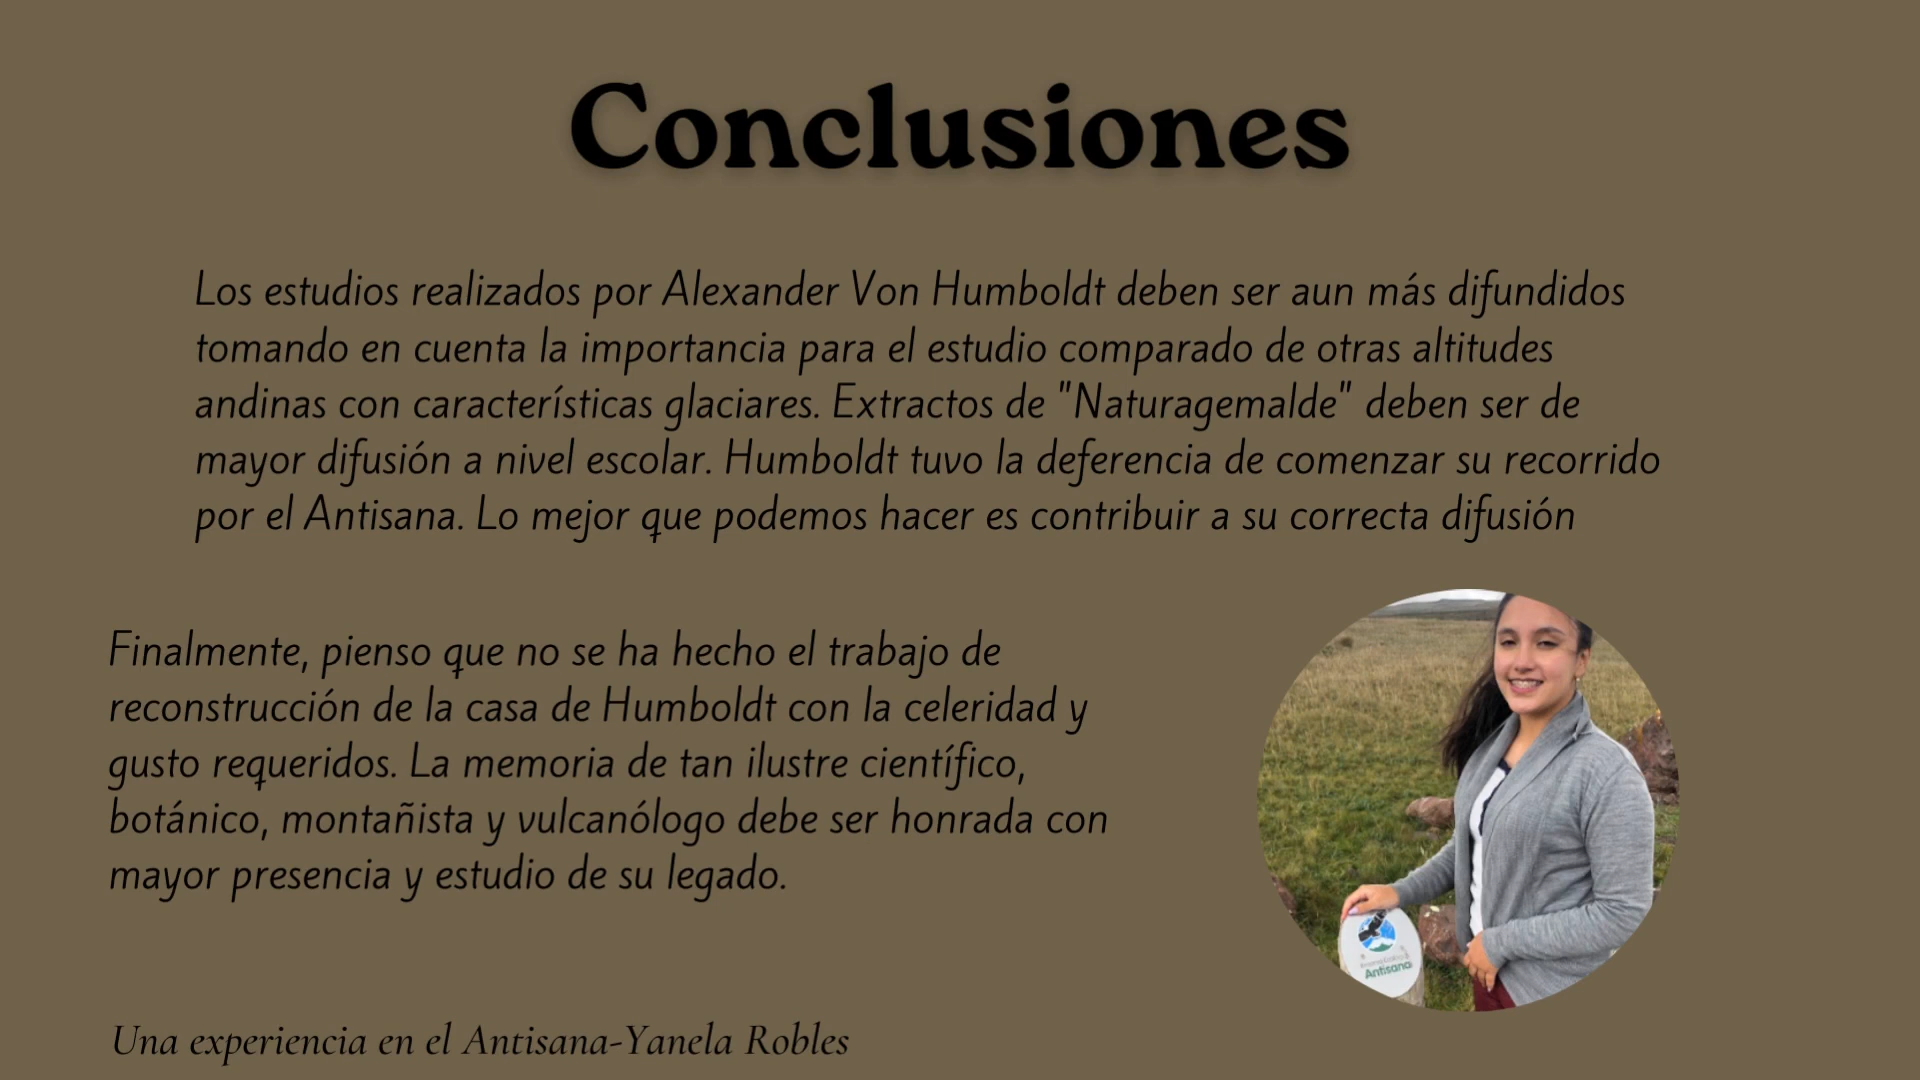 Conclusiones
Los estudios realizados por Alexander Von Humboldt deben ser aun más difundidos
tomando en cuenta la importancia para el estudio comparado de otras altitudes
andinas con características glaciares. Extractos de "Naturagemalde" deben ser de
mayor difusión a nivel escolar. Humboldt tuvo la deferencia de comenzar su recorrido
por el Antisana. Lo mejor que podemos hacer es contribuir a su correcta difusión
Finalmente, pienso que no se ha hecho el trabajo de
reconstrucción de la casa de Humboldt con la celeridad y
gusto requeridos. La memoria de tan ilustre científico,
botánico, montañista y vulcanólogo debe ser honrada con
mayor presencia y estudio de su legado.
Antisana
Una experiencia en el Antisana-Yanela Robles